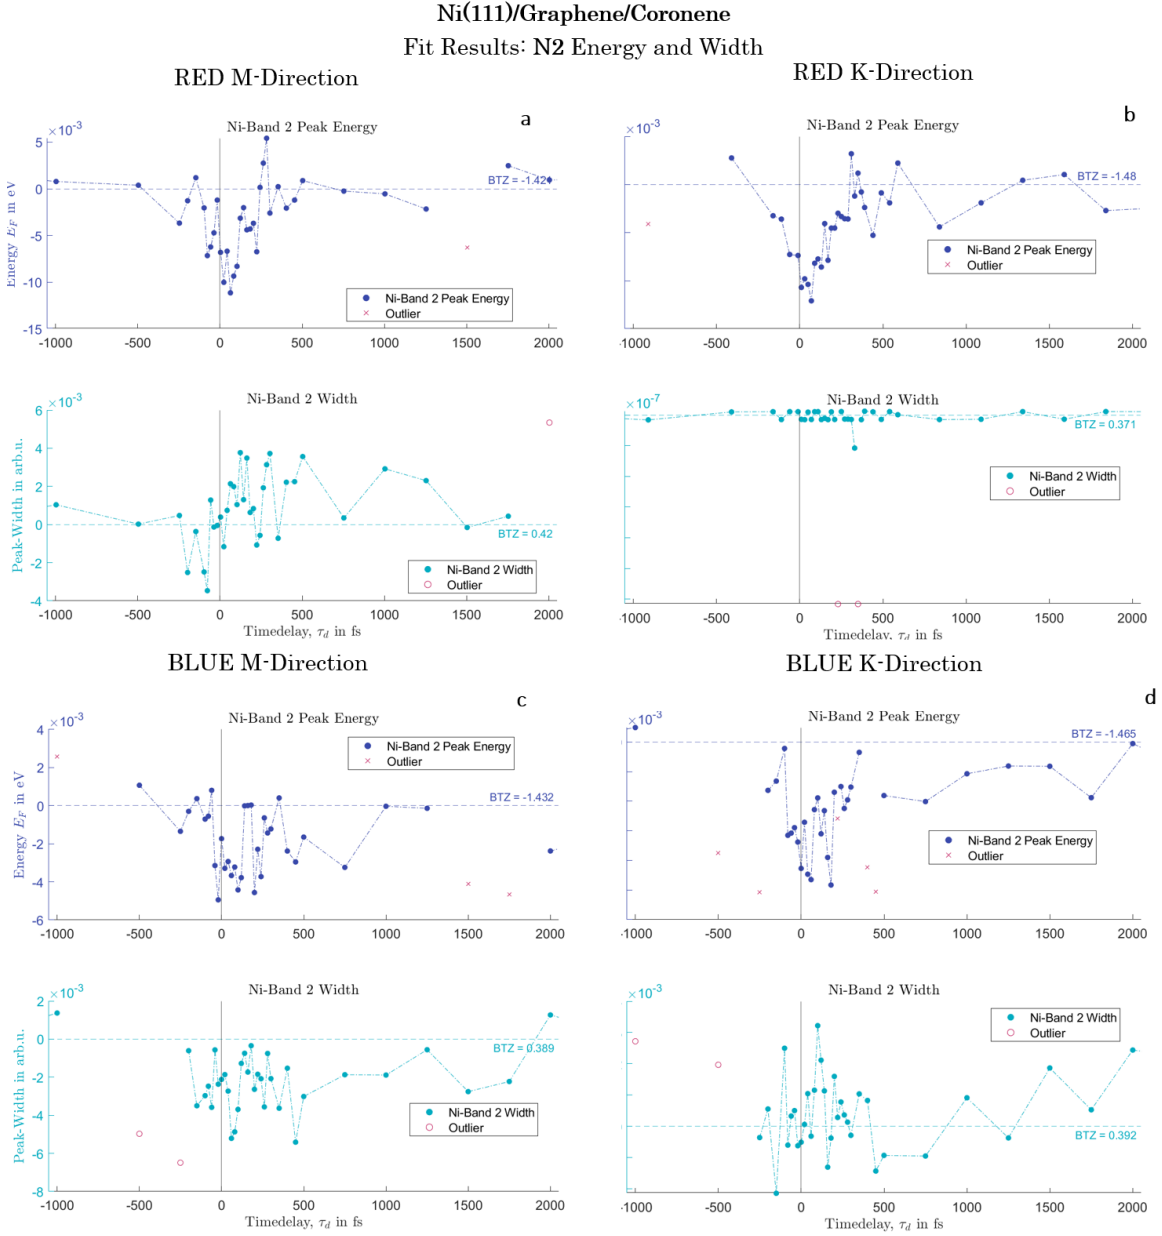 Ni(111)/Graphene/Coronene
Fit Results: N2 Energy and Width
RED M-Direction
RED K-Direction
a
×10⁻³
Ni-Band 2 Peak Energy
5
0
-5
-10
-15
Energy E_F in eV
BTZ = -1.42
Ni-Band 2 Peak Energy
Outlier
-1000 -500 0 500 1000 1500 2000
b
×10⁻³
Ni-Band 2 Peak Energy
BTZ = -1.48
Ni-Band 2 Peak Energy
Outlier
-1000 -500 0 500 1000 1500 2000
×10⁻³
Ni-Band 2 Width
6
4
2
0
-2
-4
Peak-Width in arb.u.
BTZ = 0.42
Ni-Band 2 Width
Outlier
-1000 -500 0 500 1000 1500 2000
Timedelay, τ_d in fs
×10⁻⁷
Ni-Band 2 Width
BTZ = 0.371
Ni-Band 2 Width
Outlier
-1000 -500 0 500 1000 1500 2000
Timedelay, τ_d in fs
BLUE M-Direction
BLUE K-Direction
c
×10⁻³
Ni-Band 2 Peak Energy
4
2
0
-2
-4
-6
Energy E_F in eV
Ni-Band 2 Peak Energy
Outlier
BTZ = -1.432
-1000 -500 0 500 1000 1500 2000
d
×10⁻³
Ni-Band 2 Peak Energy
BTZ = -1.465
Ni-Band 2 Peak Energy
Outlier
-1000 -500 0 500 1000 1500 2000
×10⁻³
Ni-Band 2 Width
2
0
-2
-4
-6
-8
Peak-Width in arb.u.
BTZ = 0.389
Ni-Band 2 Width
Outlier
-1000 -500 0 500 1000 1500 2000
Timedelay, τ_d in fs
×10⁻³
Ni-Band 2 Width
Ni-Band 2 Width
Outlier
BTZ = 0.392
-1000 -500 0 500 1000 1500 2000
Timedelay, τ_d in fs